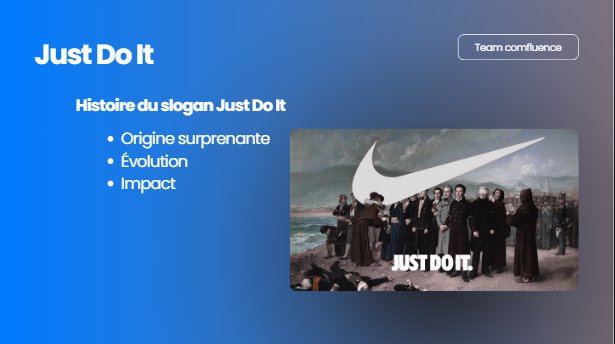 Just Do It
Team comfluence
Histoire du slogan Just Do It
Origine surprenante
Évolution
Impact
JUST DO IT.